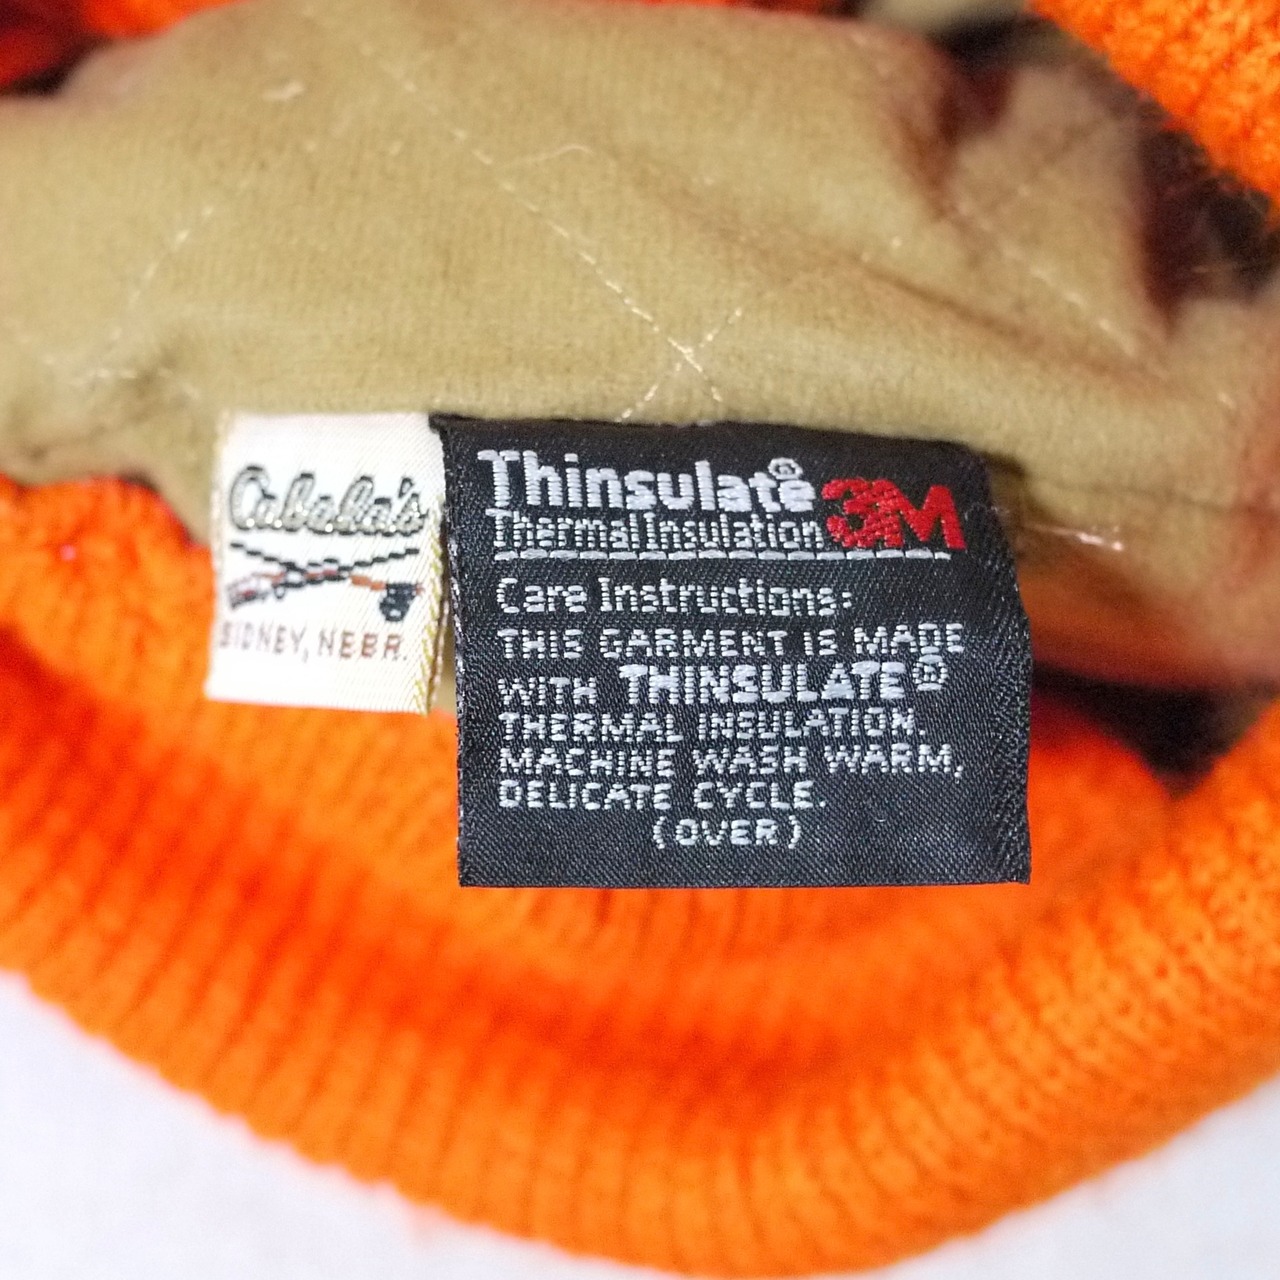 Cabela's
SIDNEY, NEBR.
Thinsulate®
Thermal Insulation 3M
Care Instructions:
THIS GARMENT IS MADE
WITH THINSULATE®
THERMAL INSULATION.
MACHINE WASH WARM,
DELICATE CYCLE.
(OVER)